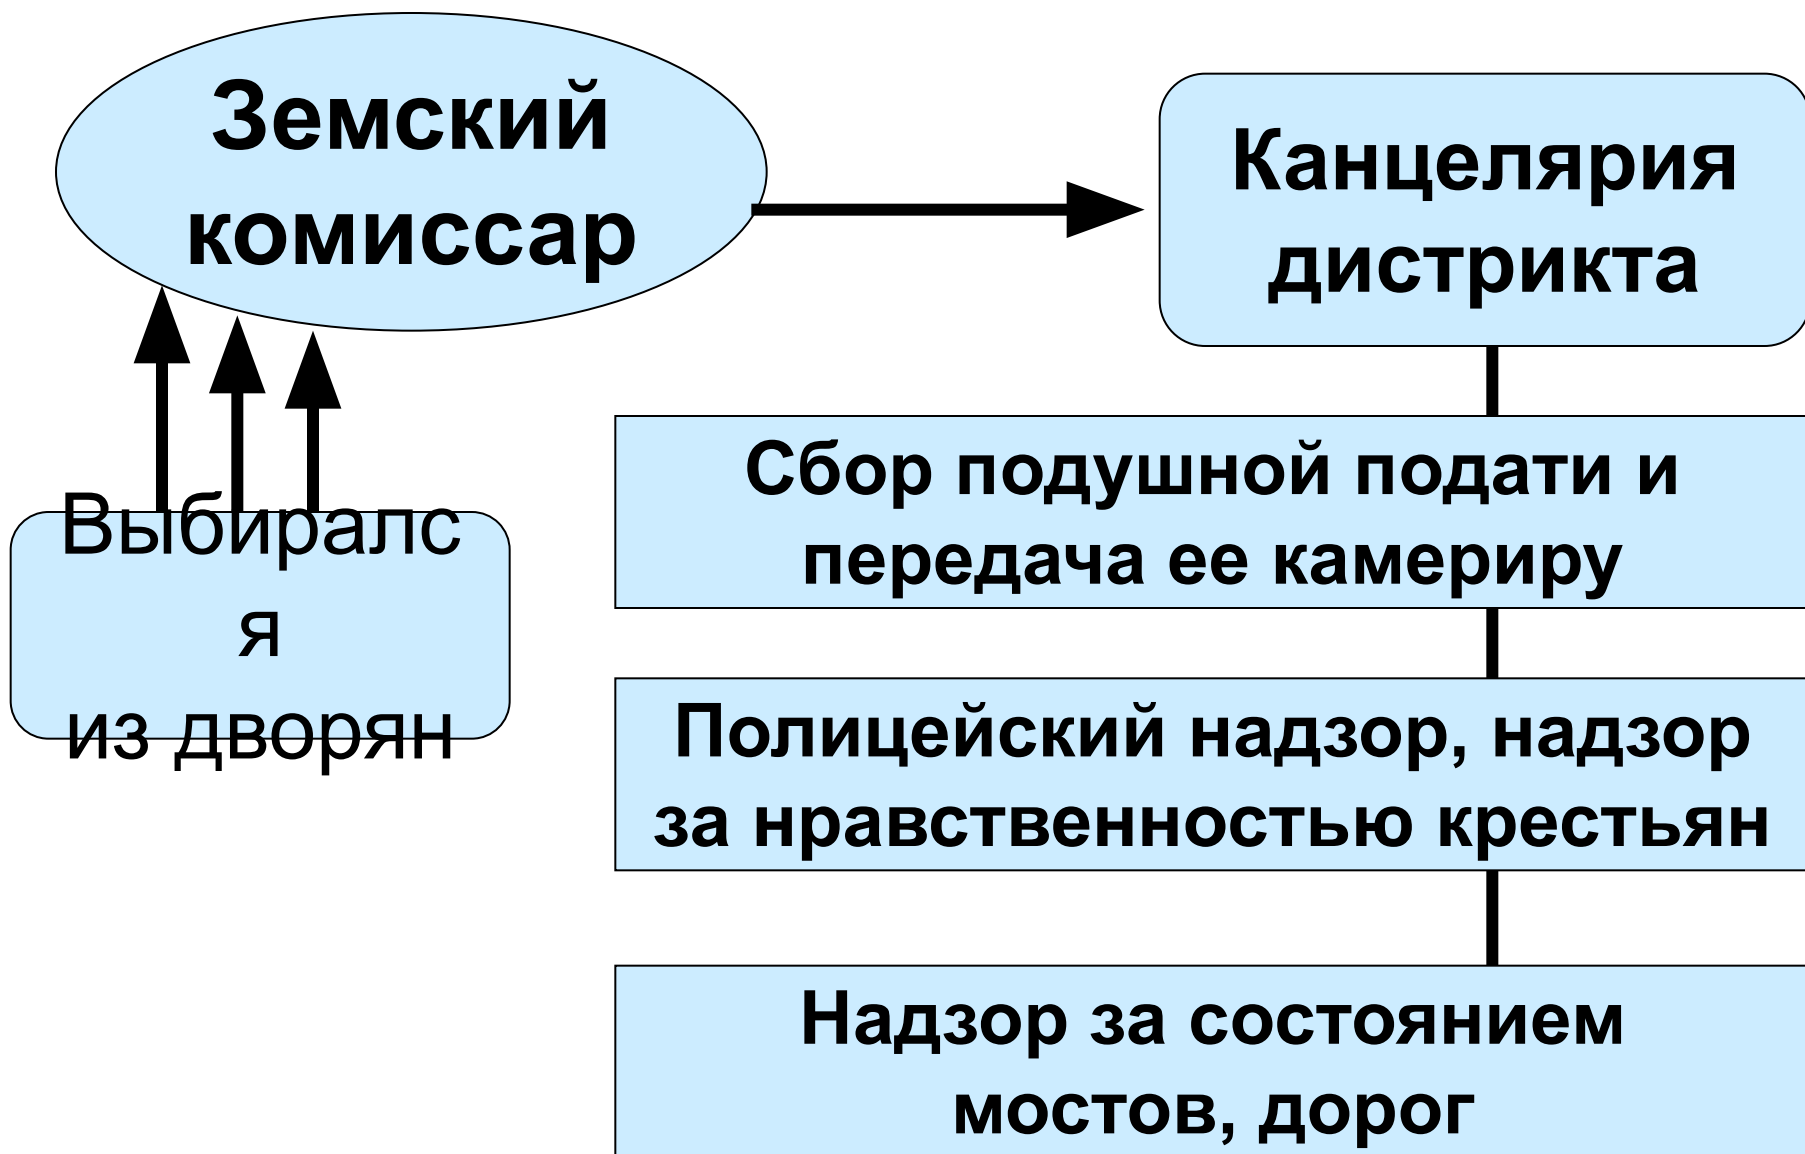 Земский
комиссар
Канцелярия
дистрикта
Выбиралс
я
из дворян
Сбор подушной подати и
передача ее камериру
Полицейский надзор, надзор
за нравственностью крестьян
Надзор за состоянием
мостов, дорог